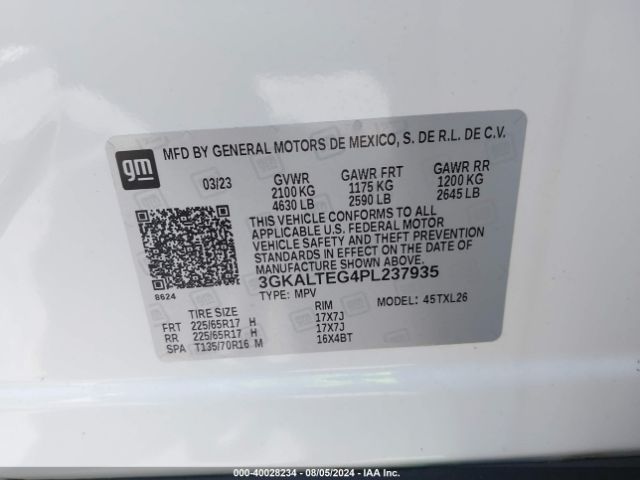 gm
MFD BY GENERAL MOTORS DE MEXICO, S. DE R.L. DE C.V.
03/23 GVWR GAWR FRT GAWR RR
2100 KG 1175 KG 1200 KG
4630 LB 2590 LB 2645 LB
THIS VEHICLE CONFORMS TO ALL
APPLICABLE U.S. FEDERAL MOTOR
VEHICLE SAFETY AND THEFT PREVENTION
STANDARDS IN EFFECT ON THE DATE OF
MANUFACTURE SHOWN ABOVE.
8624 3GKALTEG4PL237935
TYPE: MPV MODEL: 45TXL26
TIRE SIZE RIM
FRT 225/65R17 H 17X7J
RR 225/65R17 H 17X7J
SPA T135/70R16 M 16X4BT
000-40028234 - 08/05/2024 - IAA Inc.